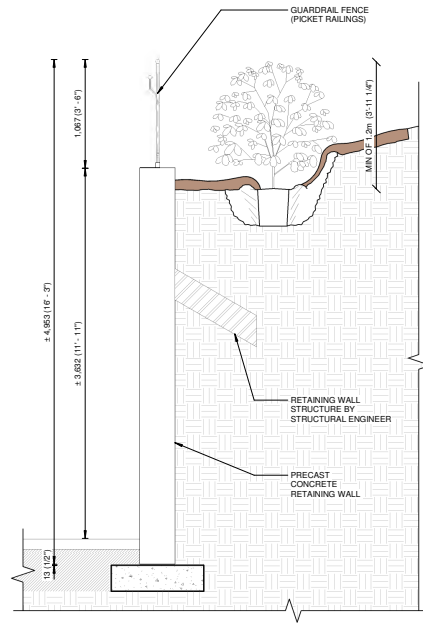 GUARDRAIL FENCE
(PICKET RAILINGS)
1,067 (3' - 6")
MIN OF 1.2m (3'-11 1/4")
± 4,953 (16' - 3")
± 3,632 (11' - 11")
RETAINING WALL
STRUCTURE BY
STRUCTURAL ENGINEER
PRECAST
CONCRETE
RETAINING WALL
13 (1/2")